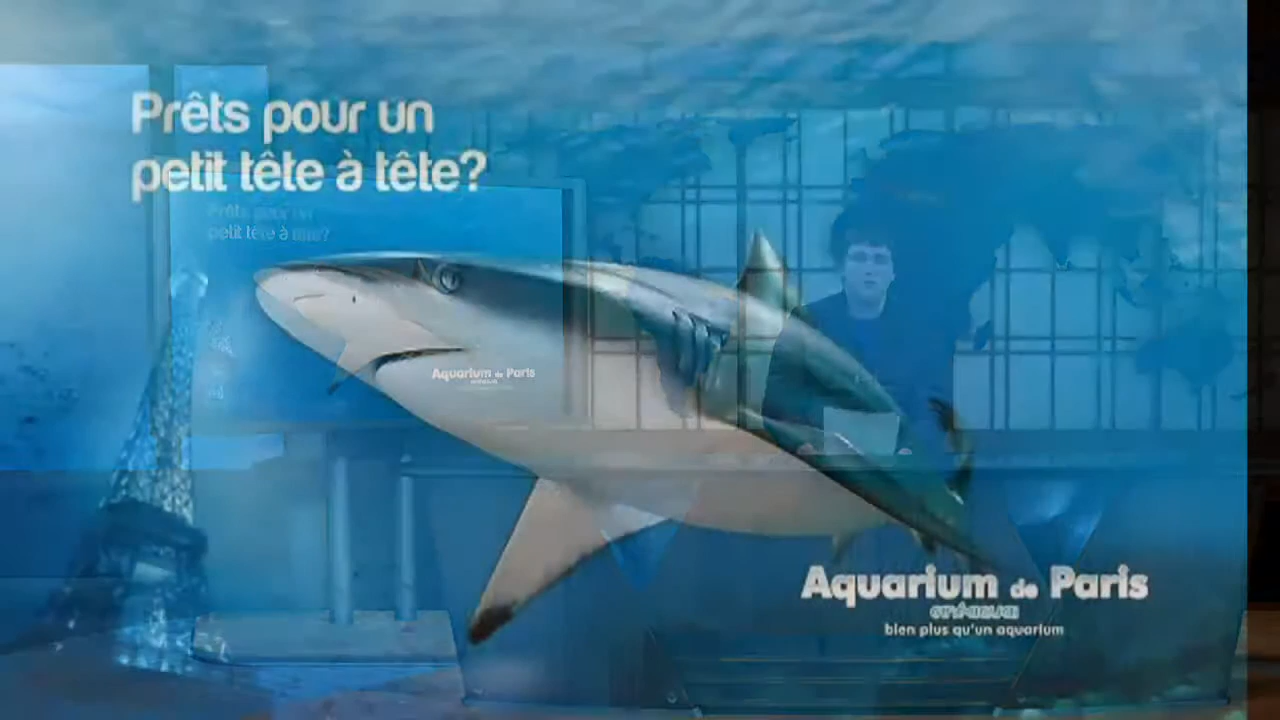 Prêts pour un
petit tête à tête?
Prêts pour un
petit tête à tête?
Aquarium de Paris
Aquarium de Paris
cinéaqua
bien plus qu'un aquarium